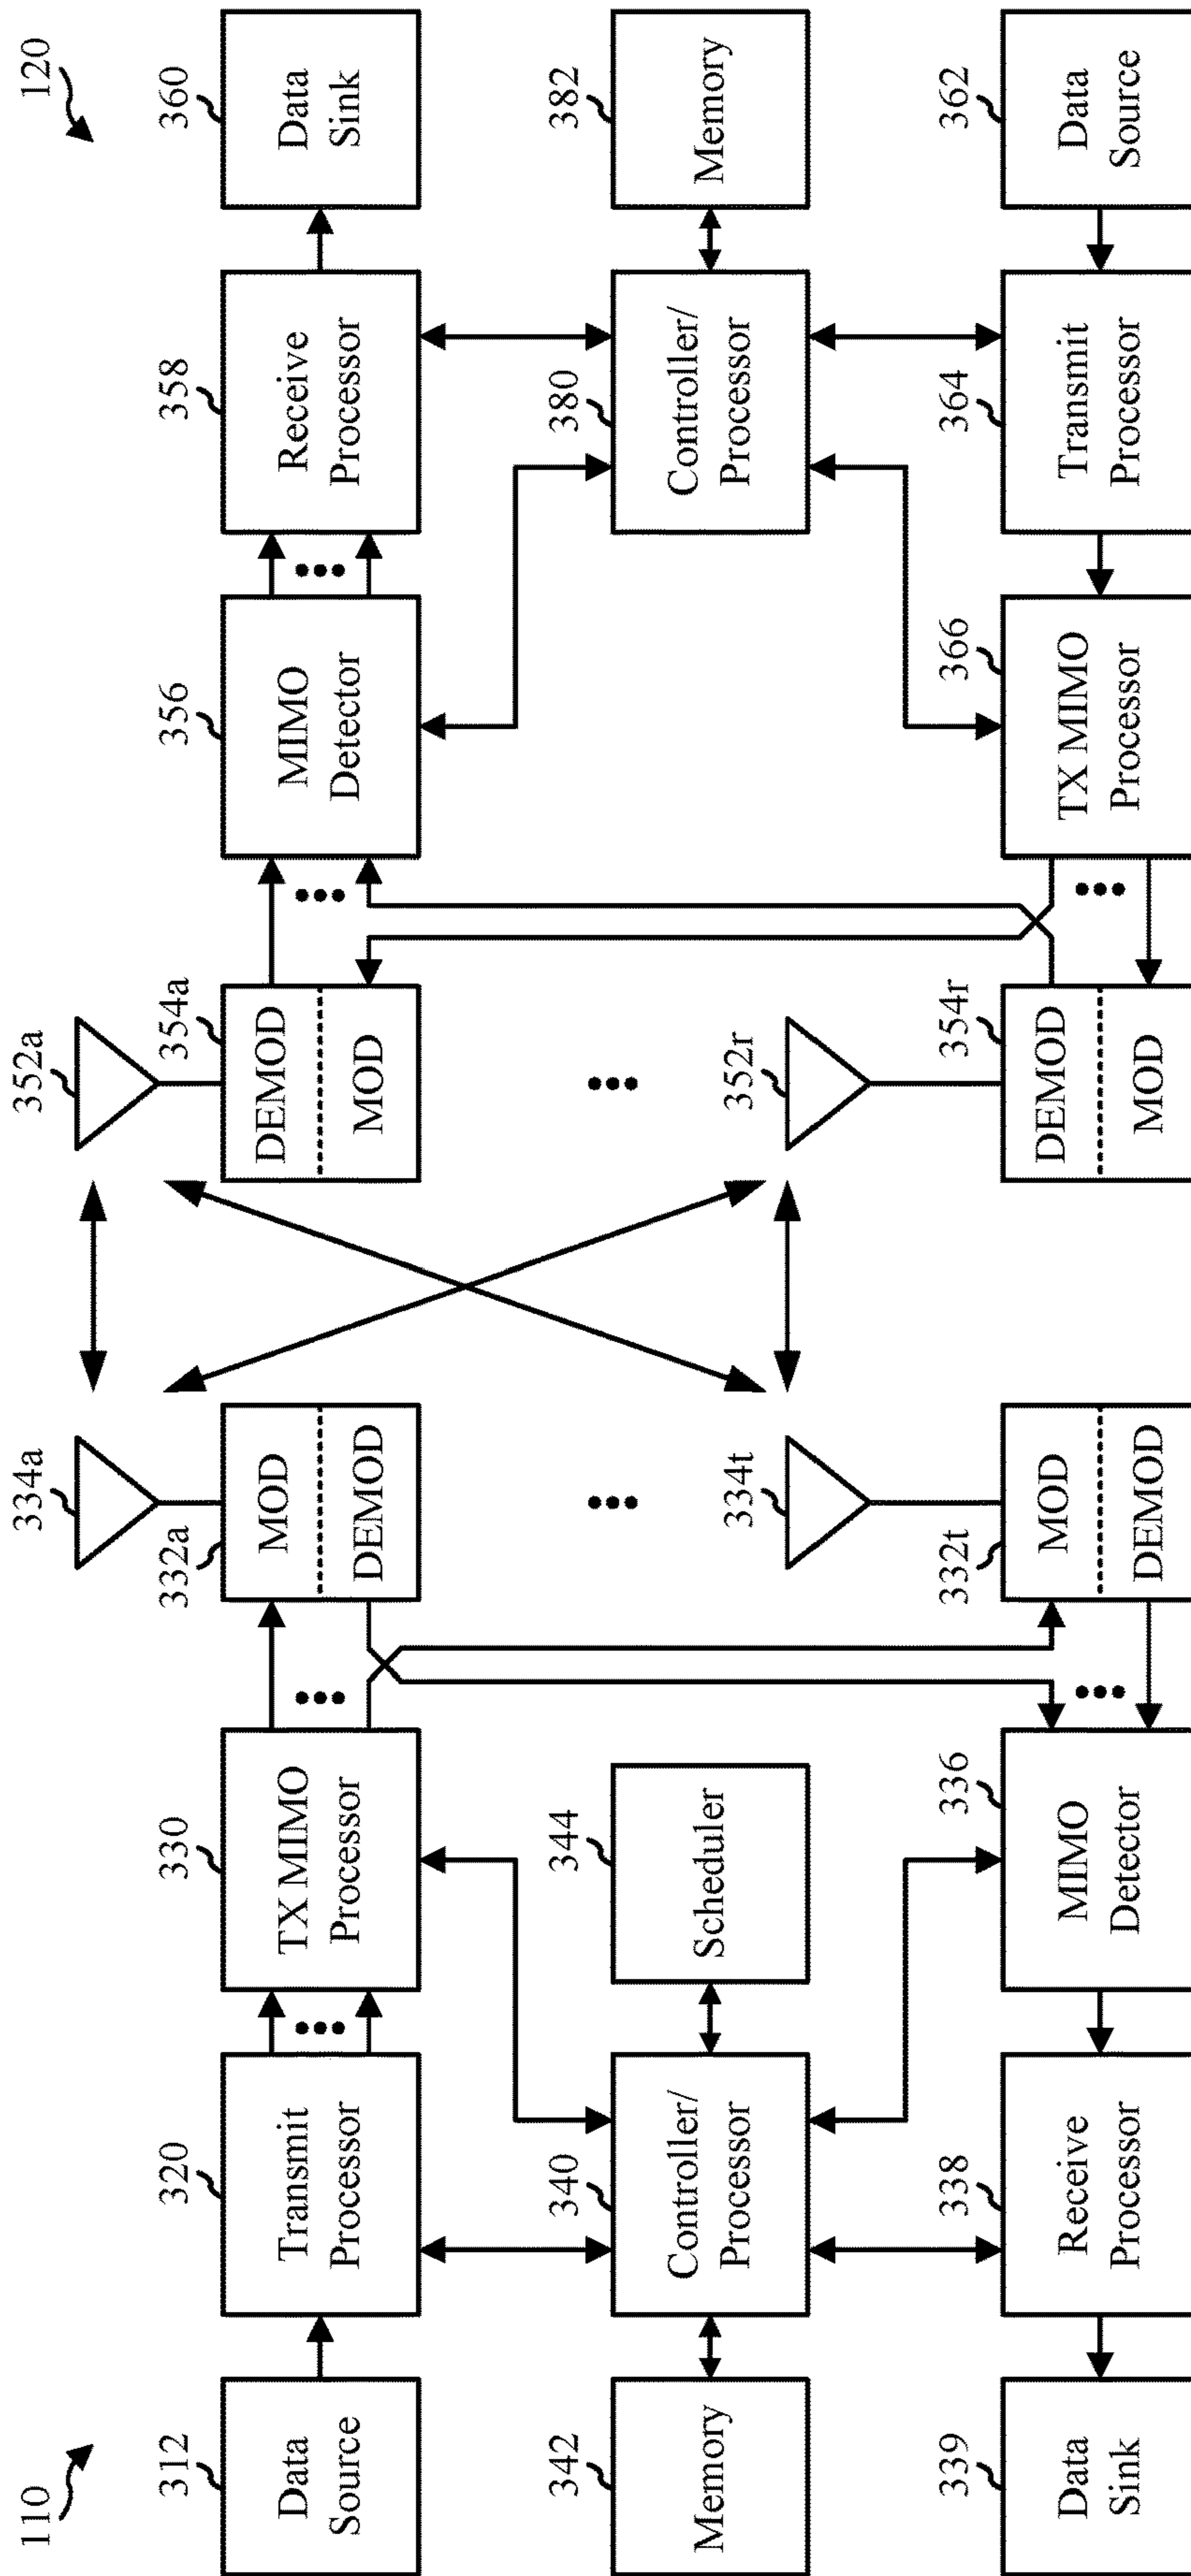 110
120
334a
352a
312
320
330
332a
354a
356
358
360
Data
Source
Transmit
Processor
TX MIMO
Processor
MOD
DEMOD
DEMOD
MOD
MIMO
Detector
Receive
Processor
Data
Sink
342
340
344
380
382
Memory
Controller/
Processor
Scheduler
Controller/
Processor
Memory
334t
352r
339
338
336
332t
354r
366
364
362
Data
Sink
Receive
Processor
MIMO
Detector
MOD
DEMOD
DEMOD
MOD
TX MIMO
Processor
Transmit
Processor
Data
Source